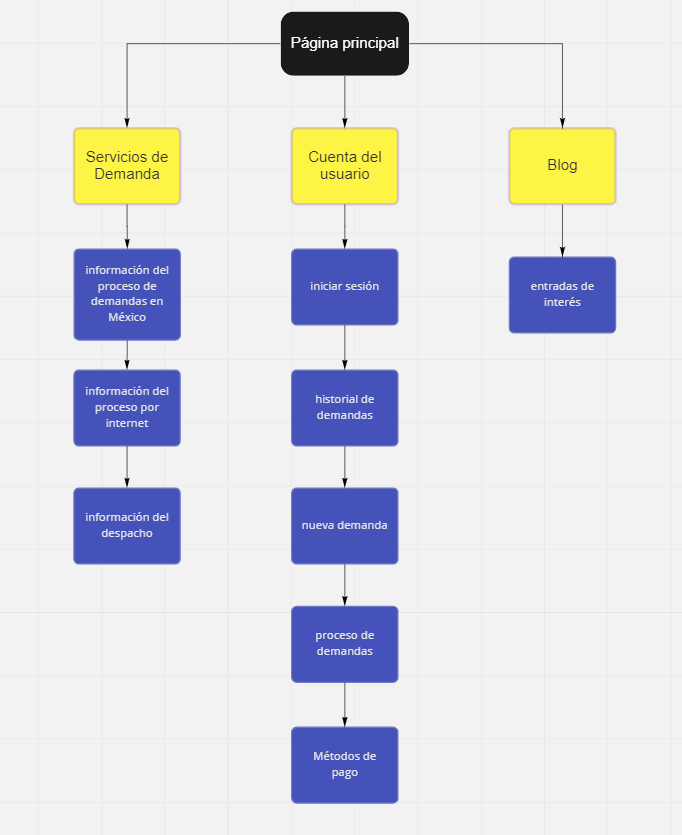 Página principal
Servicios de
Demanda
información del
proceso de
demandas en
México
información del
proceso por
internet
información del
despacho
Cuenta del
usuario
iniciar sesión
historial de
demandas
nueva demanda
proceso de
demandas
Métodos de
pago
Blog
entradas de
interés